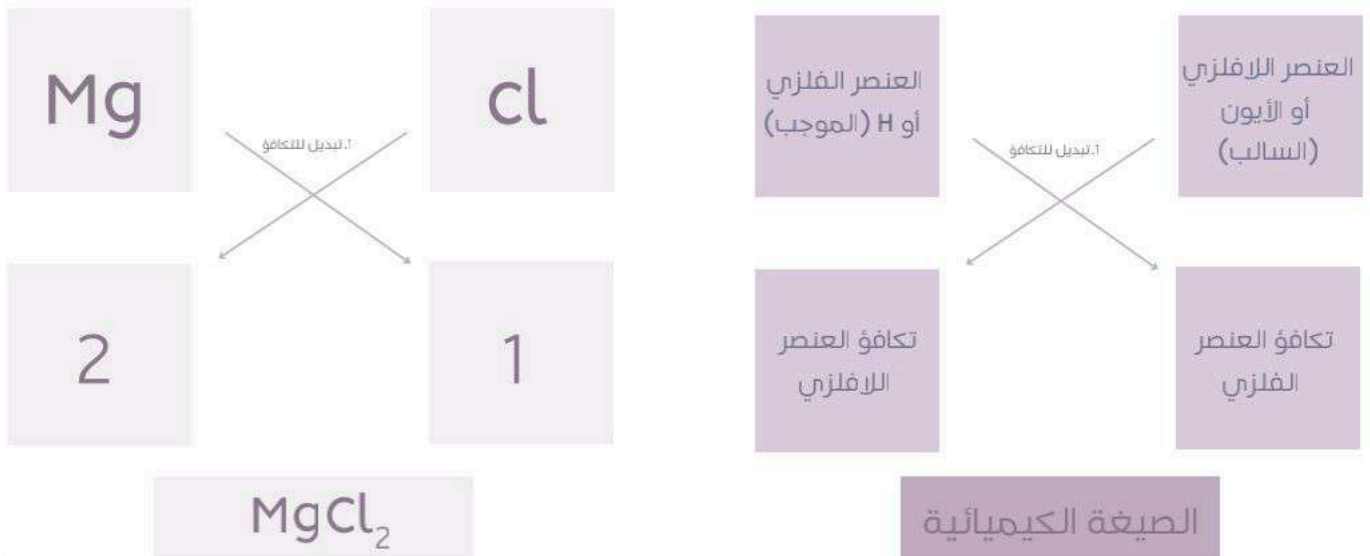 Mg
cl
1. تبديل للتكافؤ
2
1
MgCl₂
العنصر اللافلزي
أو الأيون
(السالب)
العنصر الفلزي
أو H (الموجب)
1. تبديل للتكافؤ
تكافؤ العنصر
الفلزي
تكافؤ العنصر
اللافلزي
الصيغة الكيميائية